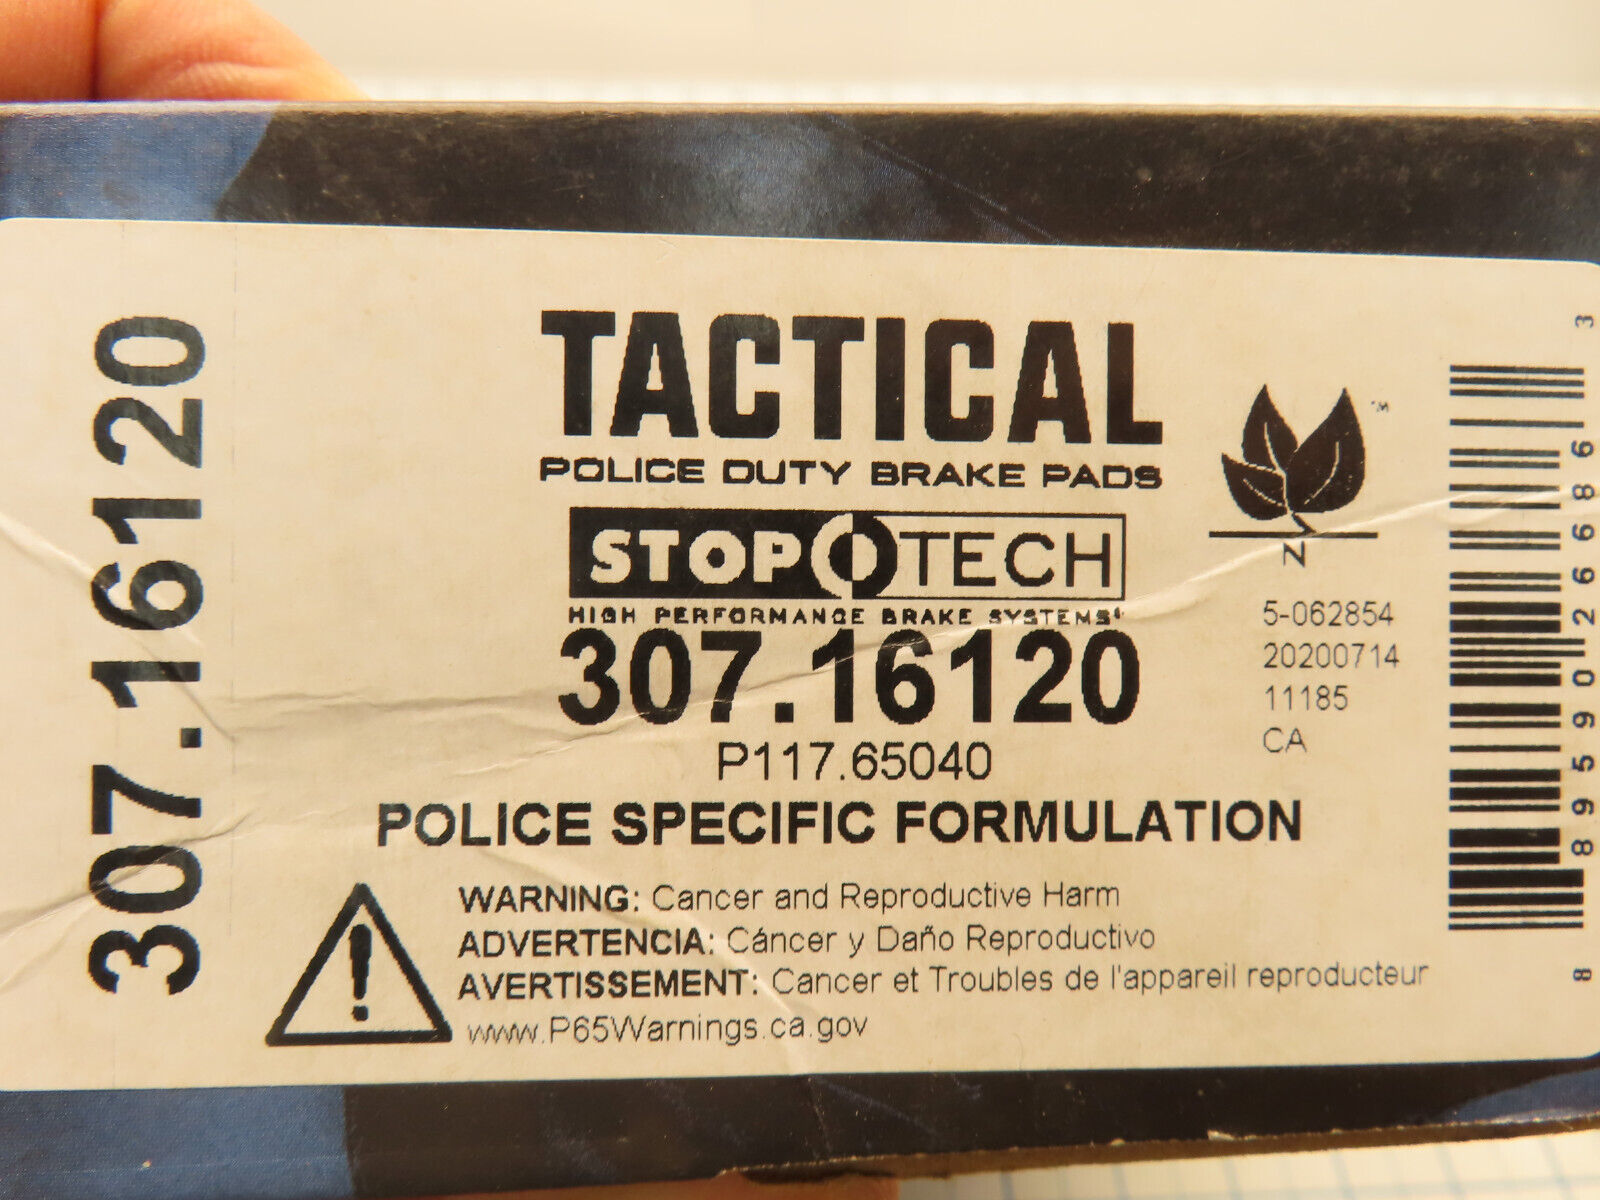 307.16120
TACTICAL
POLICE DUTY BRAKE PADS
STOPTECH
HIGH PERFORMANCE BRAKE SYSTEMS
307.16120
P117.65040
POLICE SPECIFIC FORMULATION
WARNING: Cancer and Reproductive Harm
ADVERTENCIA: Cáncer y Daño Reproductivo
AVERTISSEMENT: Cancer et Troubles de l'appareil reproducteur
www.P65Warnings.ca.gov
™
N
5-062854
20200714
11185
CA
8 89590 26686 3